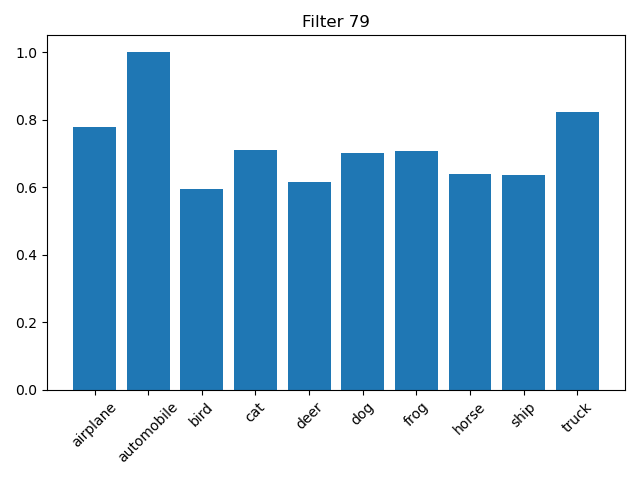 Filter 79
1.0
0.8
0.6
0.4
0.2
0.0
airplane
automobile
bird
cat
deer
dog
frog
horse
ship
truck